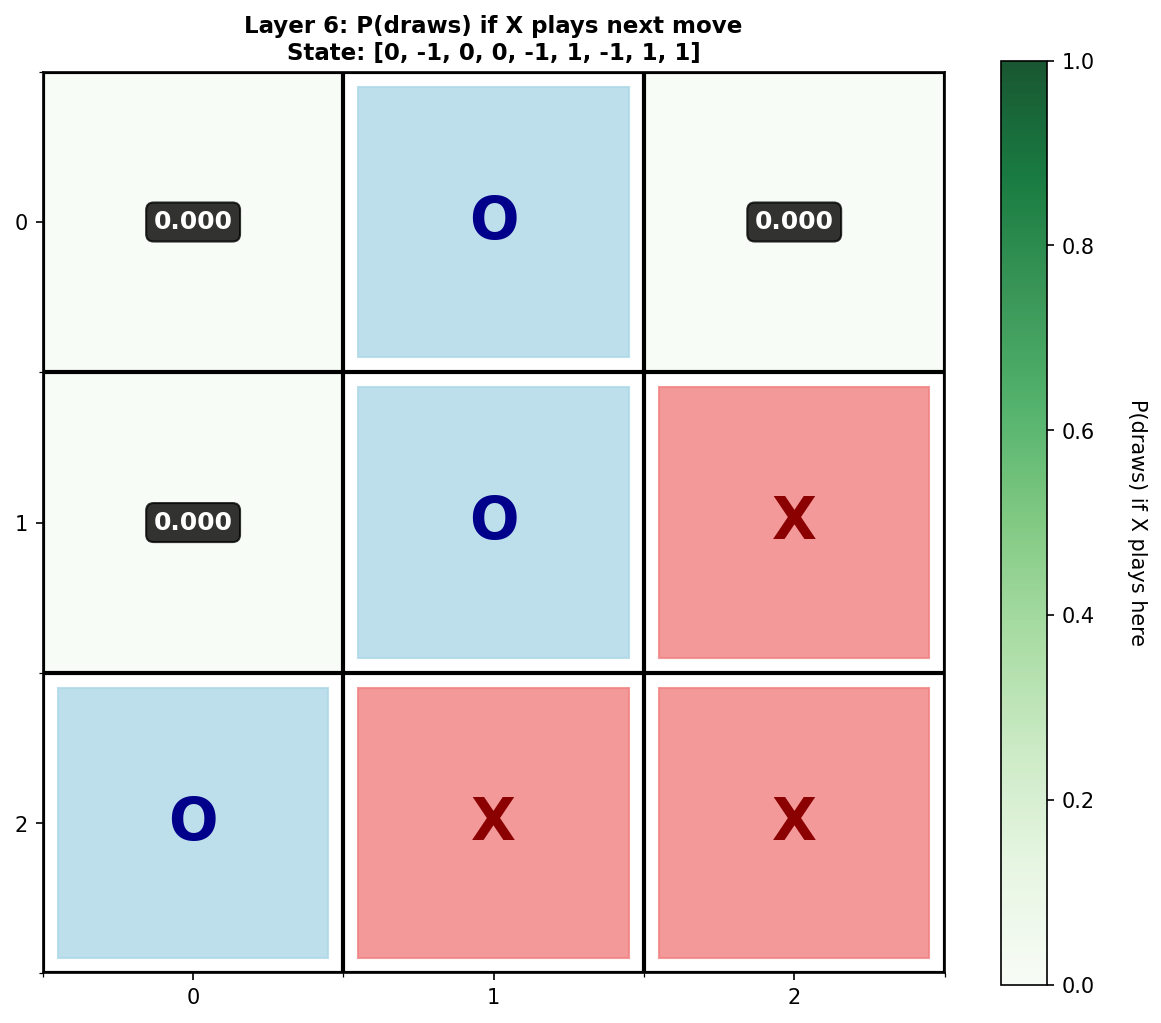 Layer 6: P(draws) if X plays next move
State: [0, -1, 0, 0, -1, 1, -1, 1, 1]
0.000
O
0.000
0.000
O
X
O
X
X
0
1
2
0
1
2
1.0
0.8
0.6
0.4
0.2
0.0
P(draws) if X plays here